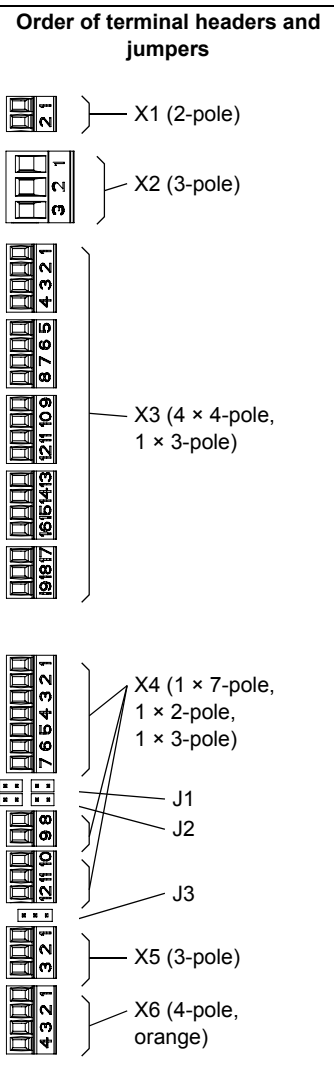 Order of terminal headers and
jumpers
1
2
X1 (2-pole)
1
2
3
X2 (3-pole)
1
2
3
4
5
6
7
8
9
10
11
12
13
14
15
16
17
18
19
X3 (4 × 4-pole,
1 × 3-pole)
1
2
3
4
5
6
7
X4 (1 × 7-pole,
1 × 2-pole,
1 × 3-pole)
J1
J2
8
9
10
11
12
J3
1
2
3
X5 (3-pole)
1
2
3
4
X6 (4-pole,
orange)